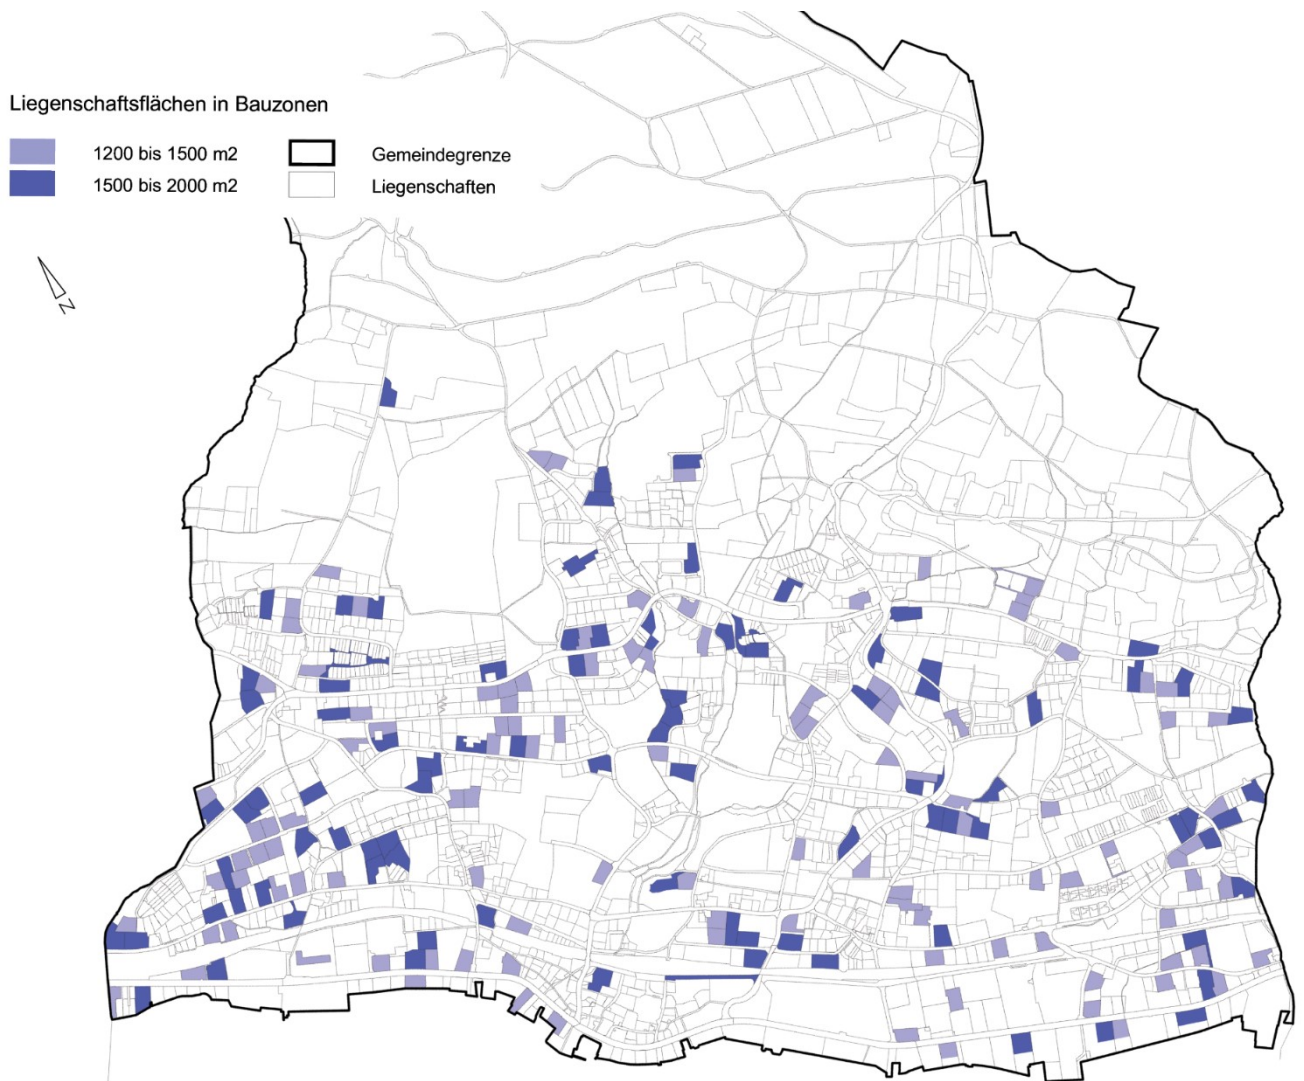 Liegenschaftsflächen in Bauzonen
1200 bis 1500 m2
Gemeindegrenze
1500 bis 2000 m2
Liegenschaften
N